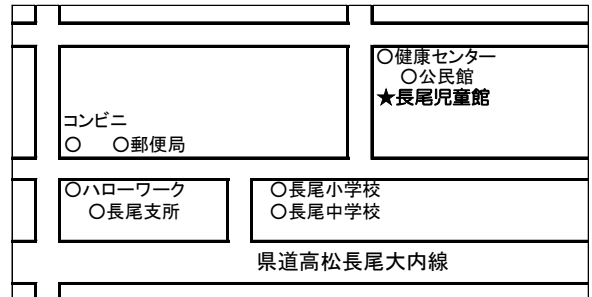 ○健康センター
○公民館
★長尾児童館
コンビニ
○ ○郵便局
○ハローワーク
○長尾支所
○長尾小学校
○長尾中学校
県道高松長尾大内線